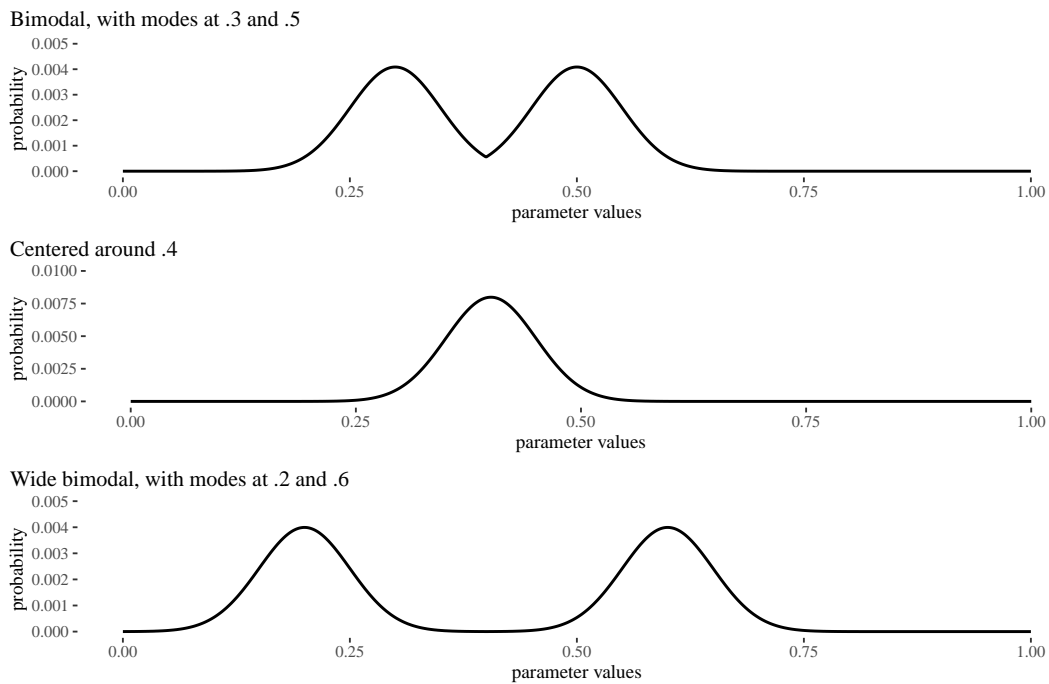 Bimodal, with modes at .3 and .5
0.005
0.004
0.003
0.002
0.001
0.000
probability
0.00 0.25 0.50 0.75 1.00
parameter values
Centered around .4
0.0100
0.0075
0.0050
0.0025
0.0000
probability
0.00 0.25 0.50 0.75 1.00
parameter values
Wide bimodal, with modes at .2 and .6
0.005
0.004
0.003
0.002
0.001
0.000
probability
0.00 0.25 0.50 0.75 1.00
parameter values